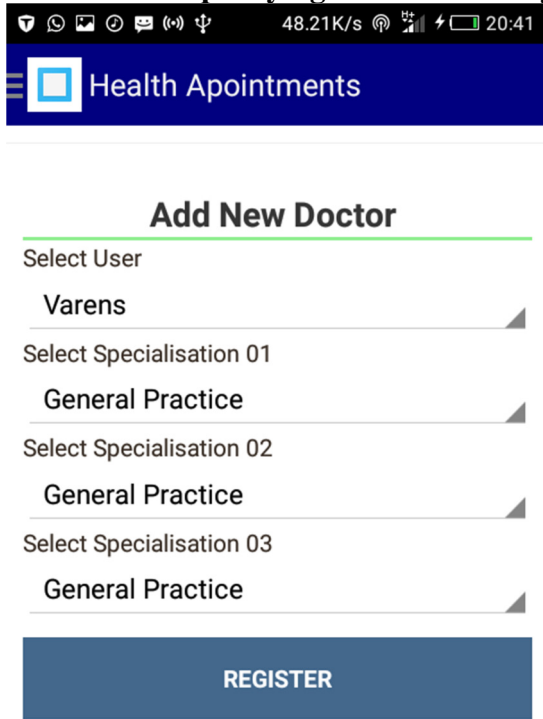 48.21K/s H+ 20:41
Health Apointments
Add New Doctor
Select User
Varens
Select Specialisation 01
General Practice
Select Specialisation 02
General Practice
Select Specialisation 03
General Practice
REGISTER